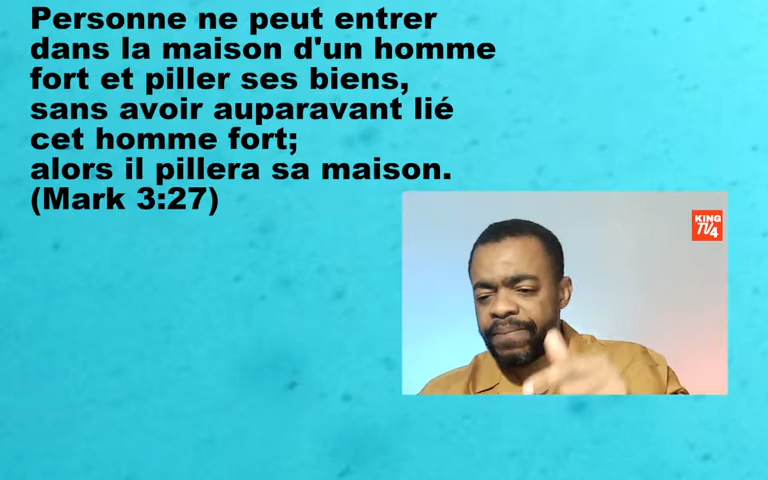 Personne ne peut entrer
dans la maison d'un homme
fort et piller ses biens,
sans avoir auparavant lié
cet homme fort;
alors il pillera sa maison.
(Mark 3:27)
KING
TV4